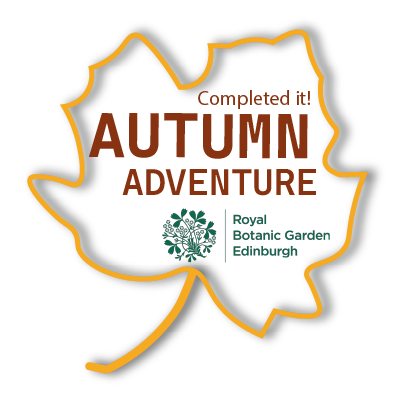 Completed it!
AUTUMN
ADVENTURE
Royal
Botanic Garden
Edinburgh